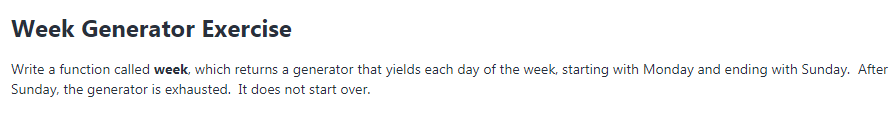 Week Generator Exercise
Write a function called week, which returns a generator that yields each day of the week, starting with Monday and ending with Sunday.  After
Sunday, the generator is exhausted.  It does not start over.